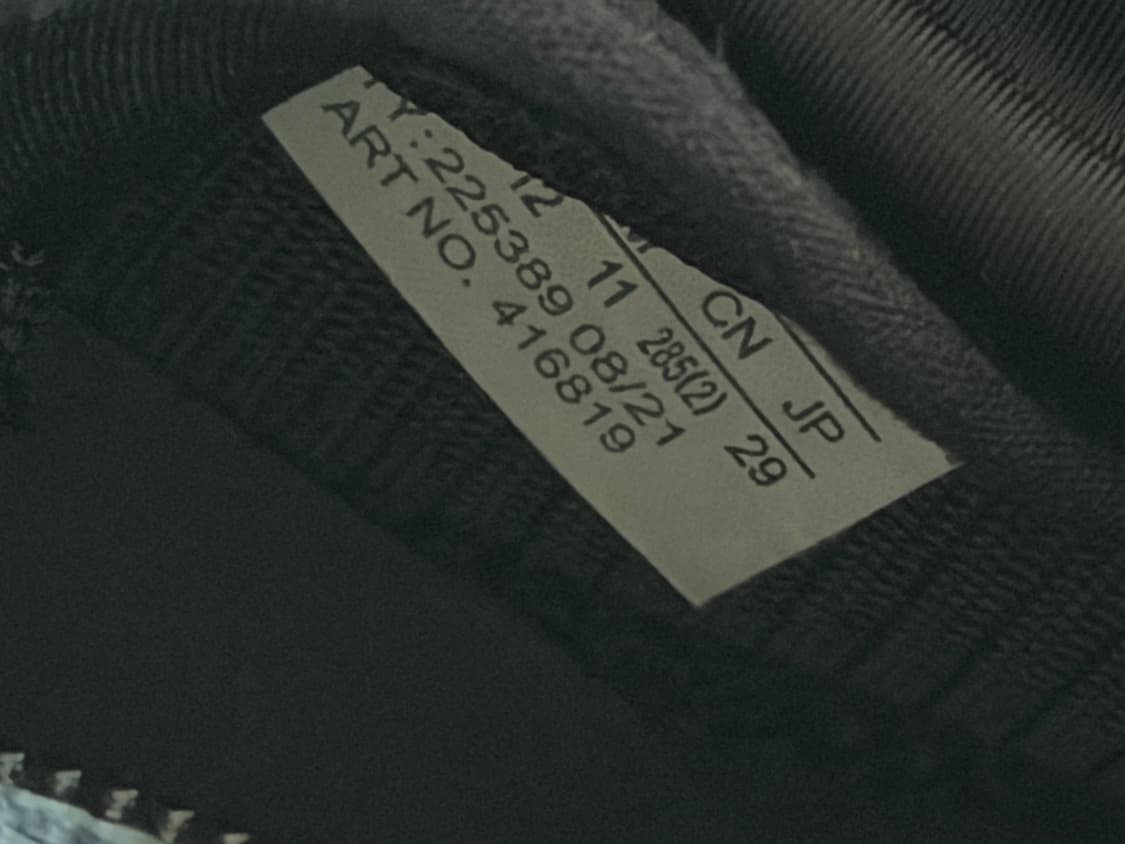 CN JP
12 11 285(2) 29
Y:225389 08/21
ART NO. 416819